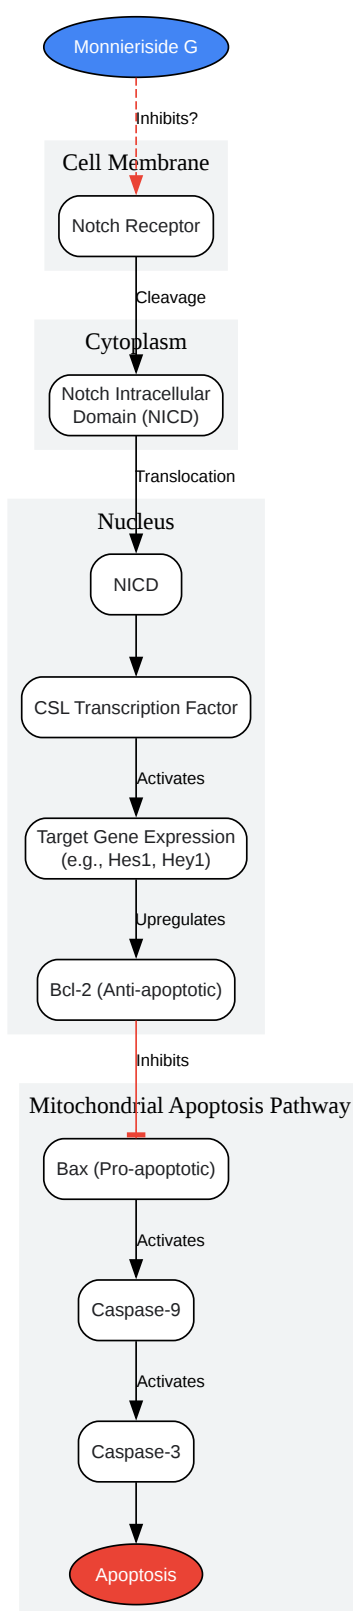 Monnieriside G
Inhibits?
Cell Membrane
Notch Receptor
Cleavage
Cytoplasm
Notch Intracellular
Domain (NICD)
Translocation
Nucleus
NICD
CSL Transcription Factor
Activates
Target Gene Expression
(e.g., Hes1, Hey1)
Upregulates
Bcl-2 (Anti-apoptotic)
Inhibits
Mitochondrial Apoptosis Pathway
Bax (Pro-apoptotic)
Activates
Caspase-9
Activates
Caspase-3
Apoptosis